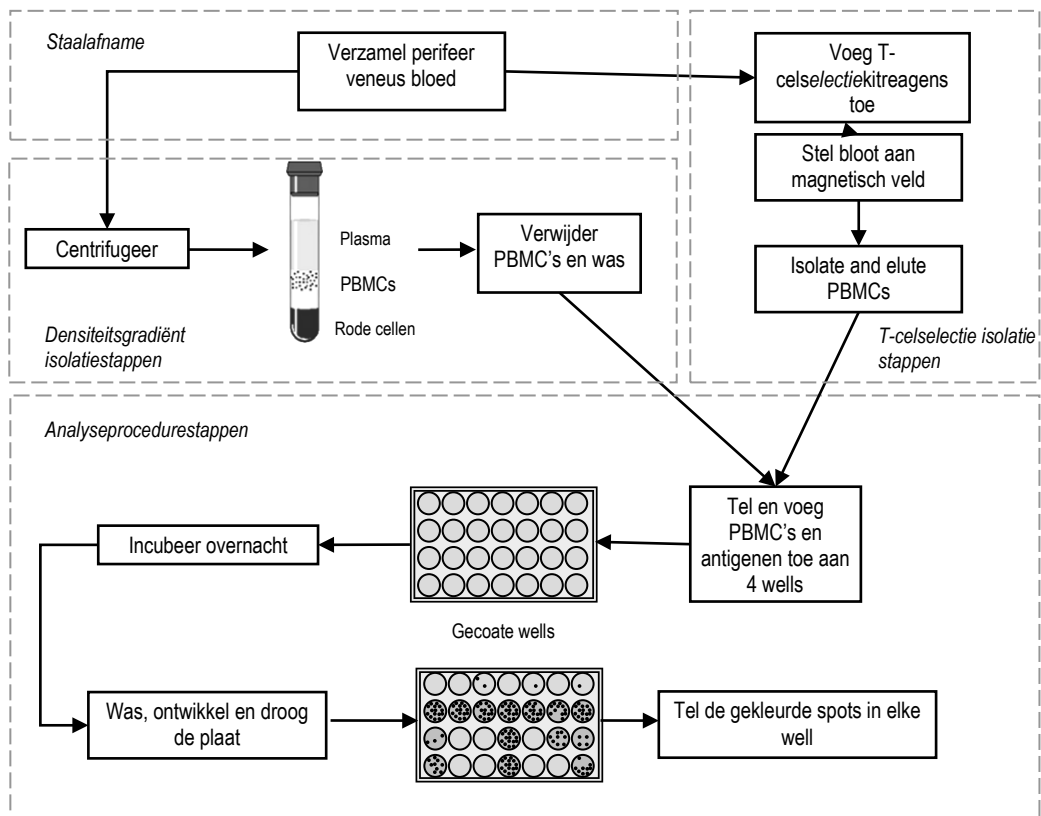 Staalafname
Verzamel perifeer
veneus bloed
Voeg T-
celselectiekitreagens
toe
Stel bloot aan
magnetisch veld
Isolate and elute
PBMCs
T-celselectie isolatie
stappen
Centrifugeer
Plasma
PBMCs
Rode cellen
Verwijder
PBMC’s en was
Densiteitsgradiënt
isolatiestappen
Analyseprocedurestappen
Tel en voeg
PBMC’s en
antigenen toe aan
4 wells
Gecoate wells
Incubeer overnacht
Was, ontwikkel en droog
de plaat
Tel de gekleurde spots in elke
well